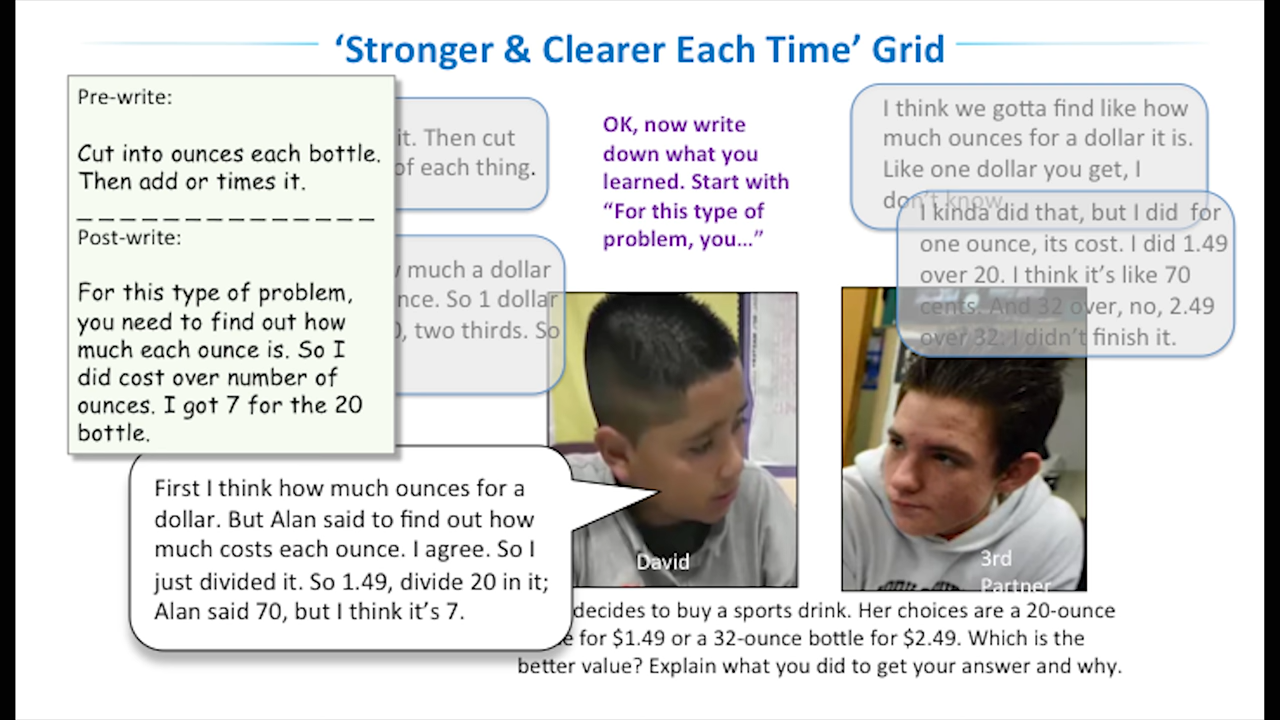 ‘Stronger & Clearer Each Time’ Grid
Pre-write:
Cut into ounces each bottle.
Then add or times it.
Post-write:
For this type of problem,
you need to find out how
much each ounce is. So I
did cost over number of
ounces. I got 7 for the 20
bottle.
it. Then cut
of each thing.
much a dollar
nce. So 1 dollar
, two thirds. So
OK, now write
down what you
learned. Start with
“For this type of
problem, you…”
I think we gotta find like how
much ounces for a dollar it is.
Like one dollar you get, I
don’t know
I kinda did that, but I did for
one ounce, its cost. I did 1.49
over 20. I think it’s like 70
cents. And 32 over, no, 2.49
over 32. I didn’t finish it.
First I think how much ounces for a
dollar. But Alan said to find out how
much costs each ounce. I agree. So I
just divided it. So 1.49, divide 20 in it;
Alan said 70, but I think it’s 7.
David
3rd
Partner
decides to buy a sports drink. Her choices are a 20-ounce
for $1.49 or a 32-ounce bottle for $2.49. Which is the
better value? Explain what you did to get your answer and why.